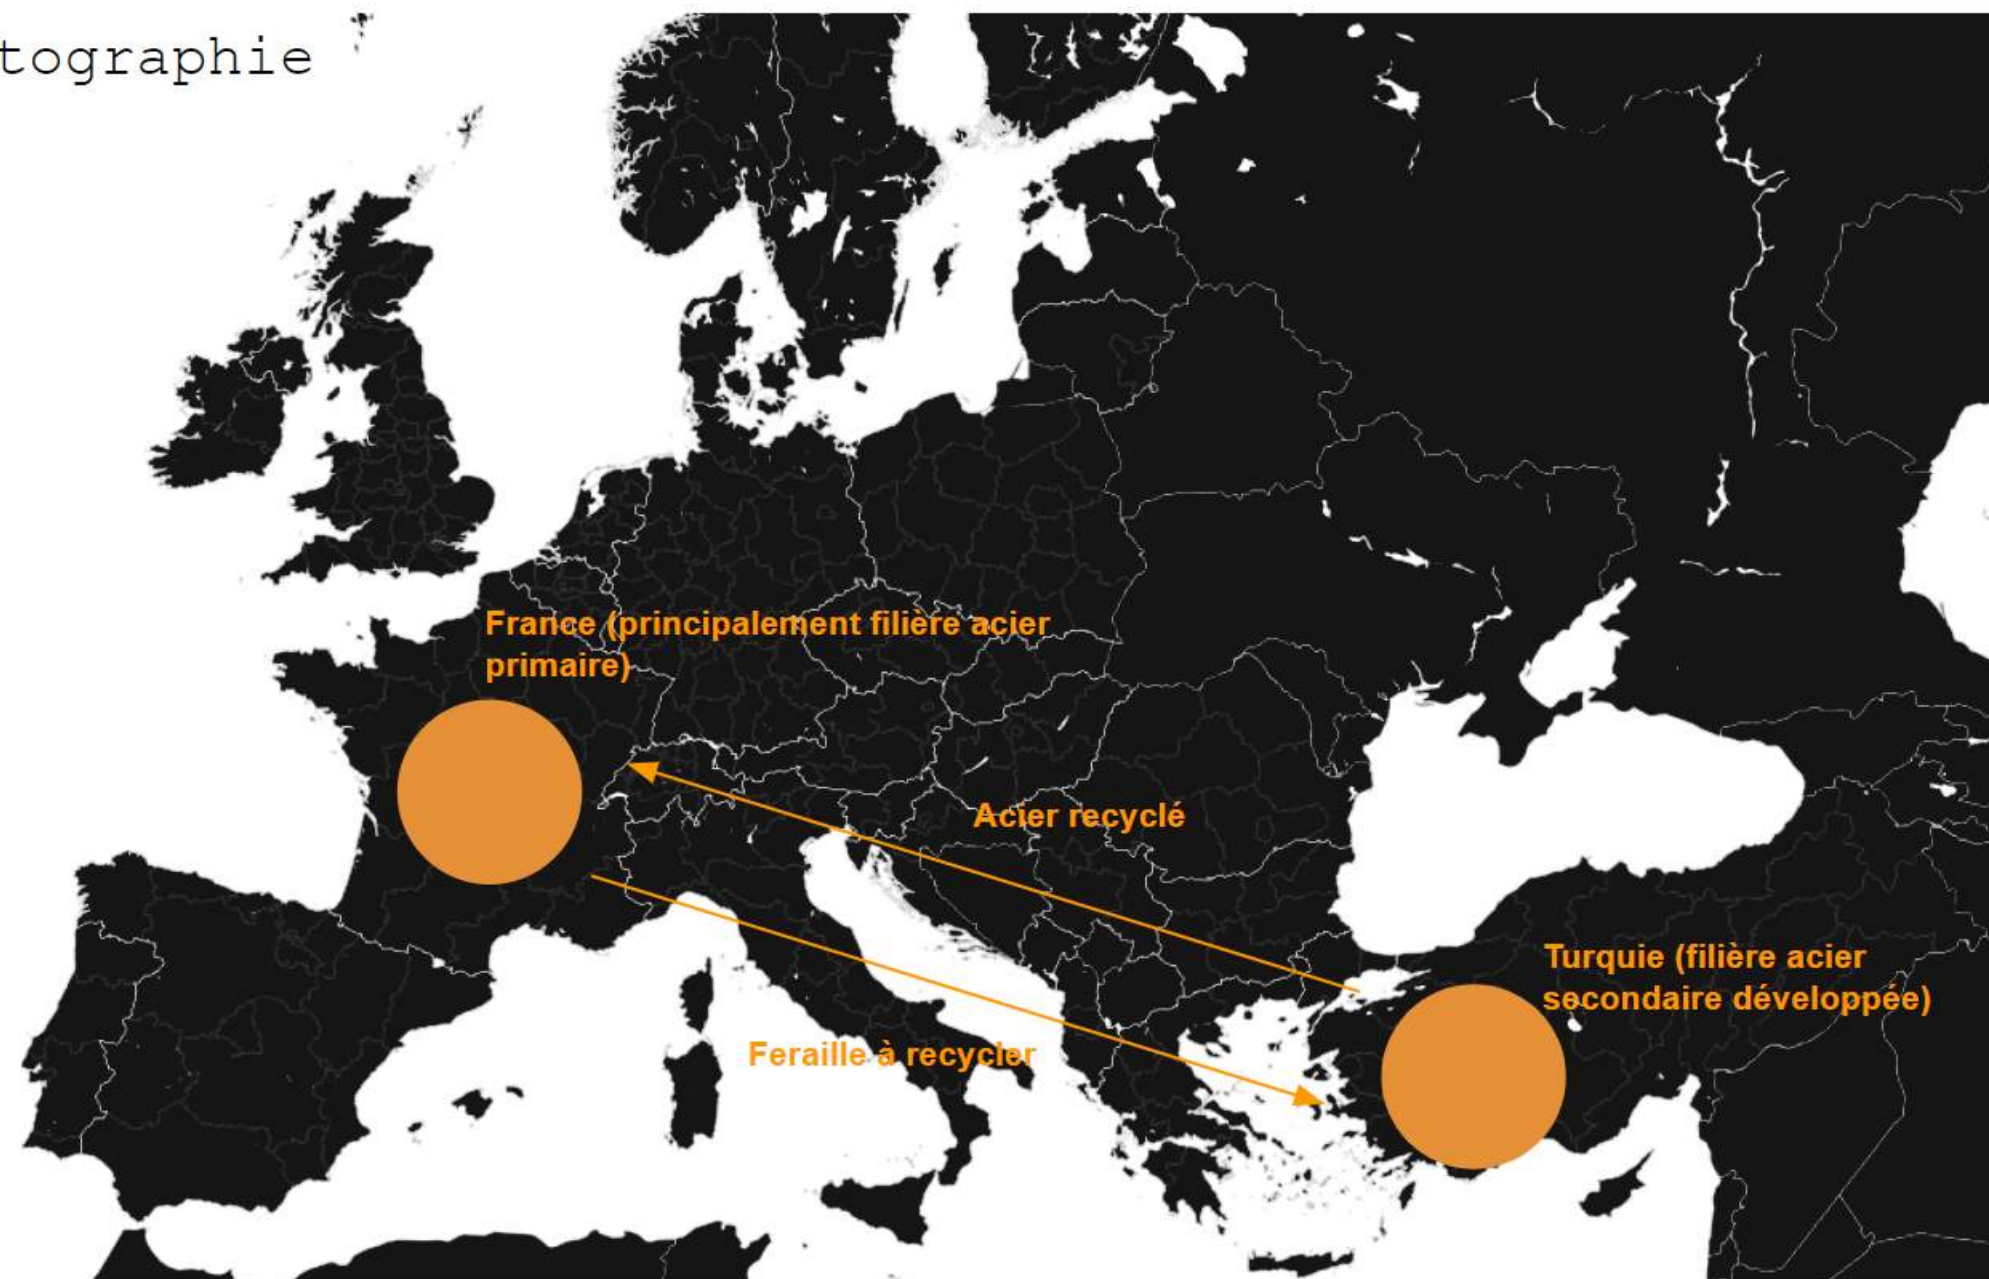 tographie
France (principalement filière acier
primaire)
Acier recyclé
Turquie (filière acier
secondaire développée)
Feraille à recycler